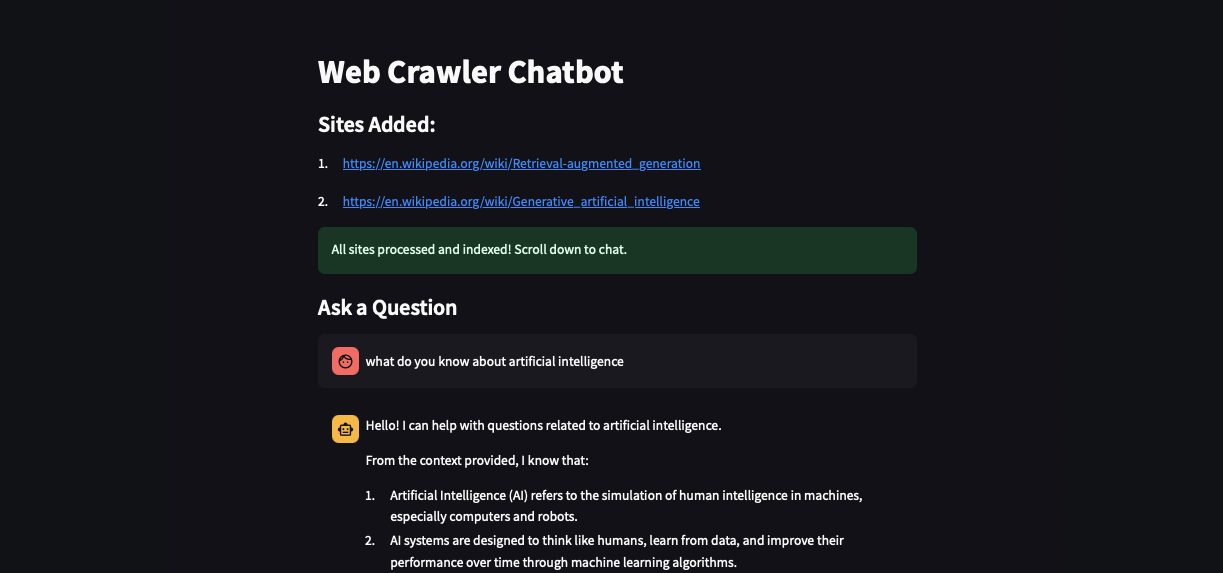 Web Crawler Chatbot
Sites Added:
1. https://en.wikipedia.org/wiki/Retrieval-augmented_generation
2. https://en.wikipedia.org/wiki/Generative_artificial_intelligence
All sites processed and indexed! Scroll down to chat.
Ask a Question
what do you know about artificial intelligence
Hello! I can help with questions related to artificial intelligence.
From the context provided, I know that:
1. Artificial Intelligence (AI) refers to the simulation of human intelligence in machines,
especially computers and robots.
2. AI systems are designed to think like humans, learn from data, and improve their
performance over time through machine learning algorithms.